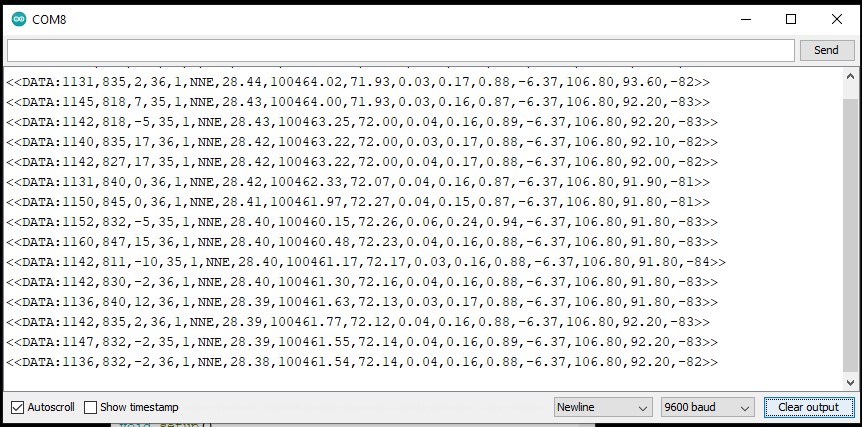 COM8
Send
<<DATA:1131,835,2,36,1,NNE,28.44,100464.02,71.93,0.03,0.17,0.88,-6.37,106.80,93.60,-82>>
<<DATA:1145,818,7,35,1,NNE,28.43,100464.00,71.93,0.03,0.16,0.87,-6.37,106.80,93.20,-82>>
<<DATA:1142,818,-5,35,1,NNE,28.43,100463.25,72.00,0.04,0.16,0.89,-6.37,106.80,92.20,-83>>
<<DATA:1140,835,17,36,1,NNE,28.42,100463.22,72.00,0.03,0.17,0.88,-6.37,106.80,92.10,-82>>
<<DATA:1142,827,17,35,1,NNE,28.42,100463.22,72.00,0.04,0.17,0.88,-6.37,106.80,92.00,-82>>
<<DATA:1131,840,0,36,1,NNE,28.42,100462.33,72.07,0.04,0.16,0.87,-6.37,106.80,91.90,-81>>
<<DATA:1150,845,0,36,1,NNE,28.41,100461.97,72.27,0.04,0.15,0.87,-6.37,106.80,91.80,-81>>
<<DATA:1152,832,-5,35,1,NNE,28.40,100460.15,72.26,0.06,0.24,0.94,-6.37,106.80,91.80,-83>>
<<DATA:1160,847,15,36,1,NNE,28.40,100460.48,72.23,0.04,0.16,0.88,-6.37,106.80,91.80,-83>>
<<DATA:1142,811,-10,35,1,NNE,28.40,100461.17,72.17,0.03,0.16,0.88,-6.37,106.80,91.80,-84>>
<<DATA:1142,830,-2,36,1,NNE,28.40,100461.30,72.16,0.04,0.16,0.88,-6.37,106.80,91.80,-83>>
<<DATA:1136,840,12,36,1,NNE,28.39,100461.63,72.13,0.03,0.17,0.88,-6.37,106.80,91.80,-83>>
<<DATA:1142,835,2,36,1,NNE,28.39,100461.77,72.12,0.04,0.16,0.88,-6.37,106.80,92.20,-83>>
<<DATA:1147,832,-2,35,1,NNE,28.39,100461.55,72.14,0.04,0.16,0.89,-6.37,106.80,92.20,-82>>
<<DATA:1136,832,-2,36,1,NNE,28.38,100461.54,72.14,0.04,0.16,0.88,-6.37,106.80,92.20,-82>>
Autoscroll Show timestamp Newline 9600 baud Clear output